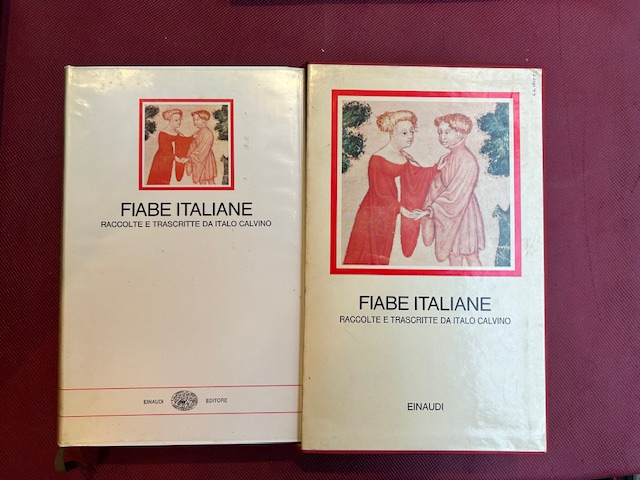 FIABE ITALIANE
RACCOLTE E TRASCRITTE DA ITALO CALVINO
EINAUDI EDITORE
FIABE ITALIANE
RACCOLTE E TRASCRITTE DA ITALO CALVINO
EINAUDI